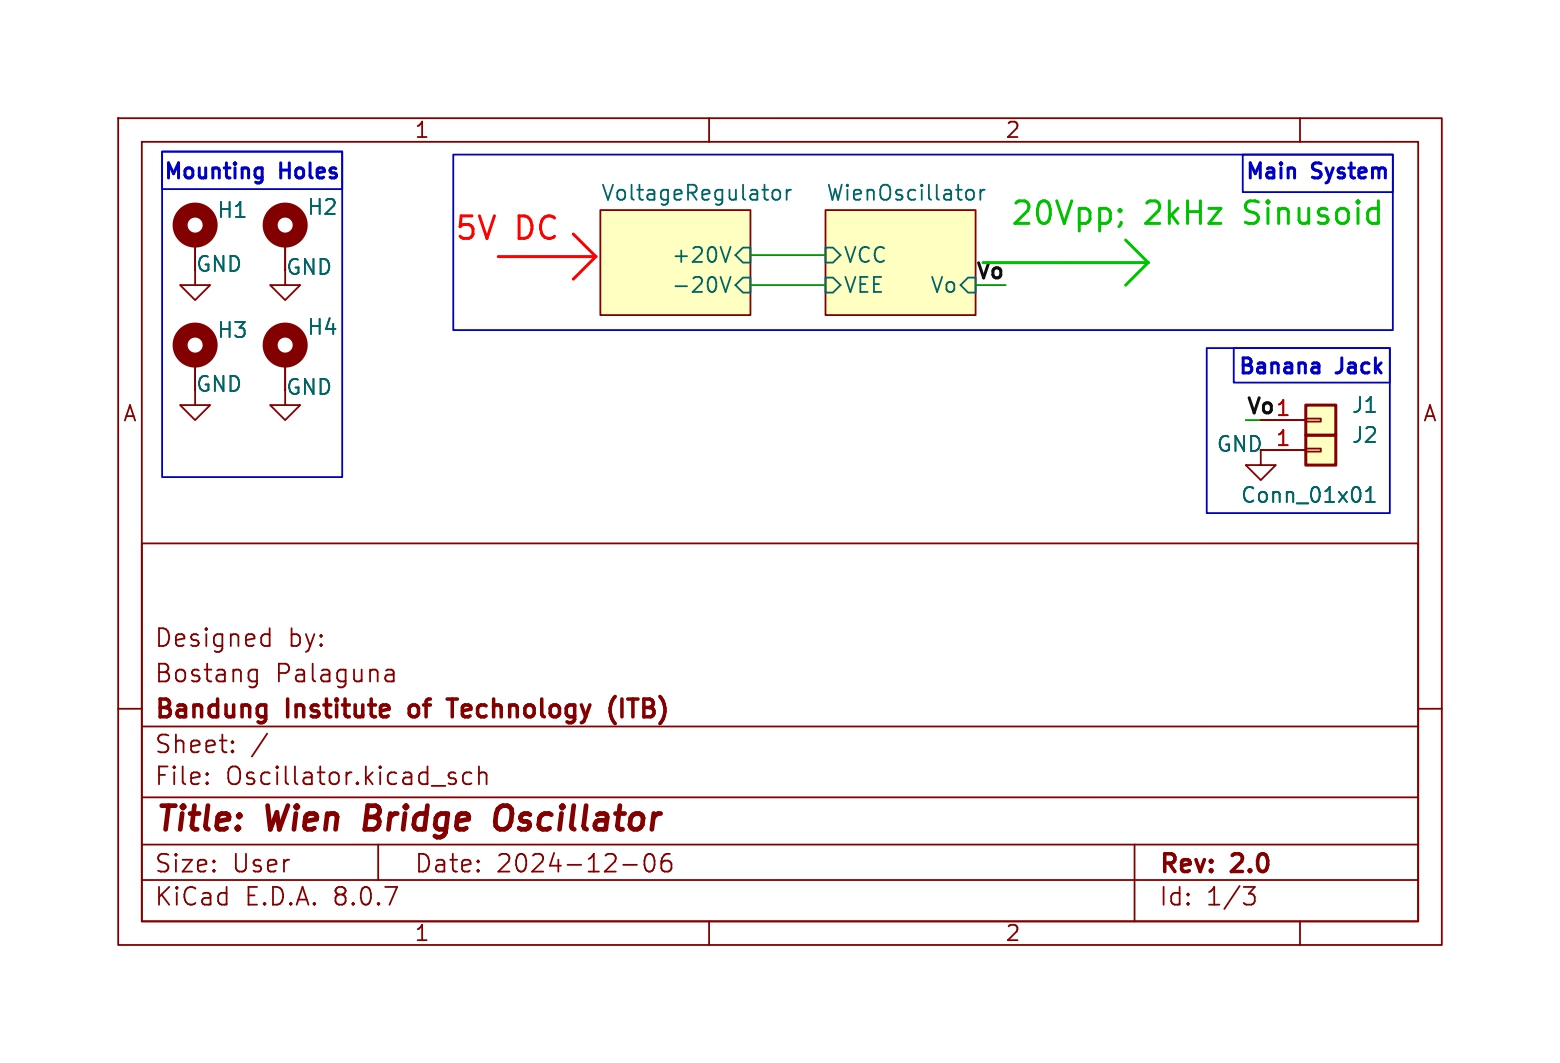 1 2
Mounting Holes
H1 H2
GND GND
H3 H4
GND GND
Main System
VoltageRegulator WienOscillator
5V DC
20Vpp; 2kHz Sinusoid
+20V VCC
-20V VEE Vo
Vo
Banana Jack
Vo 1 J1
GND 1 J2
Conn_01x01
A A
Designed by:
Bostang Palaguna
Bandung Institute of Technology (ITB)
Sheet: /
File: Oscillator.kicad_sch
Title: Wien Bridge Oscillator
Size: User Date: 2024-12-06 Rev: 2.0
KiCad E.D.A. 8.0.7 Id: 1/3
1 2